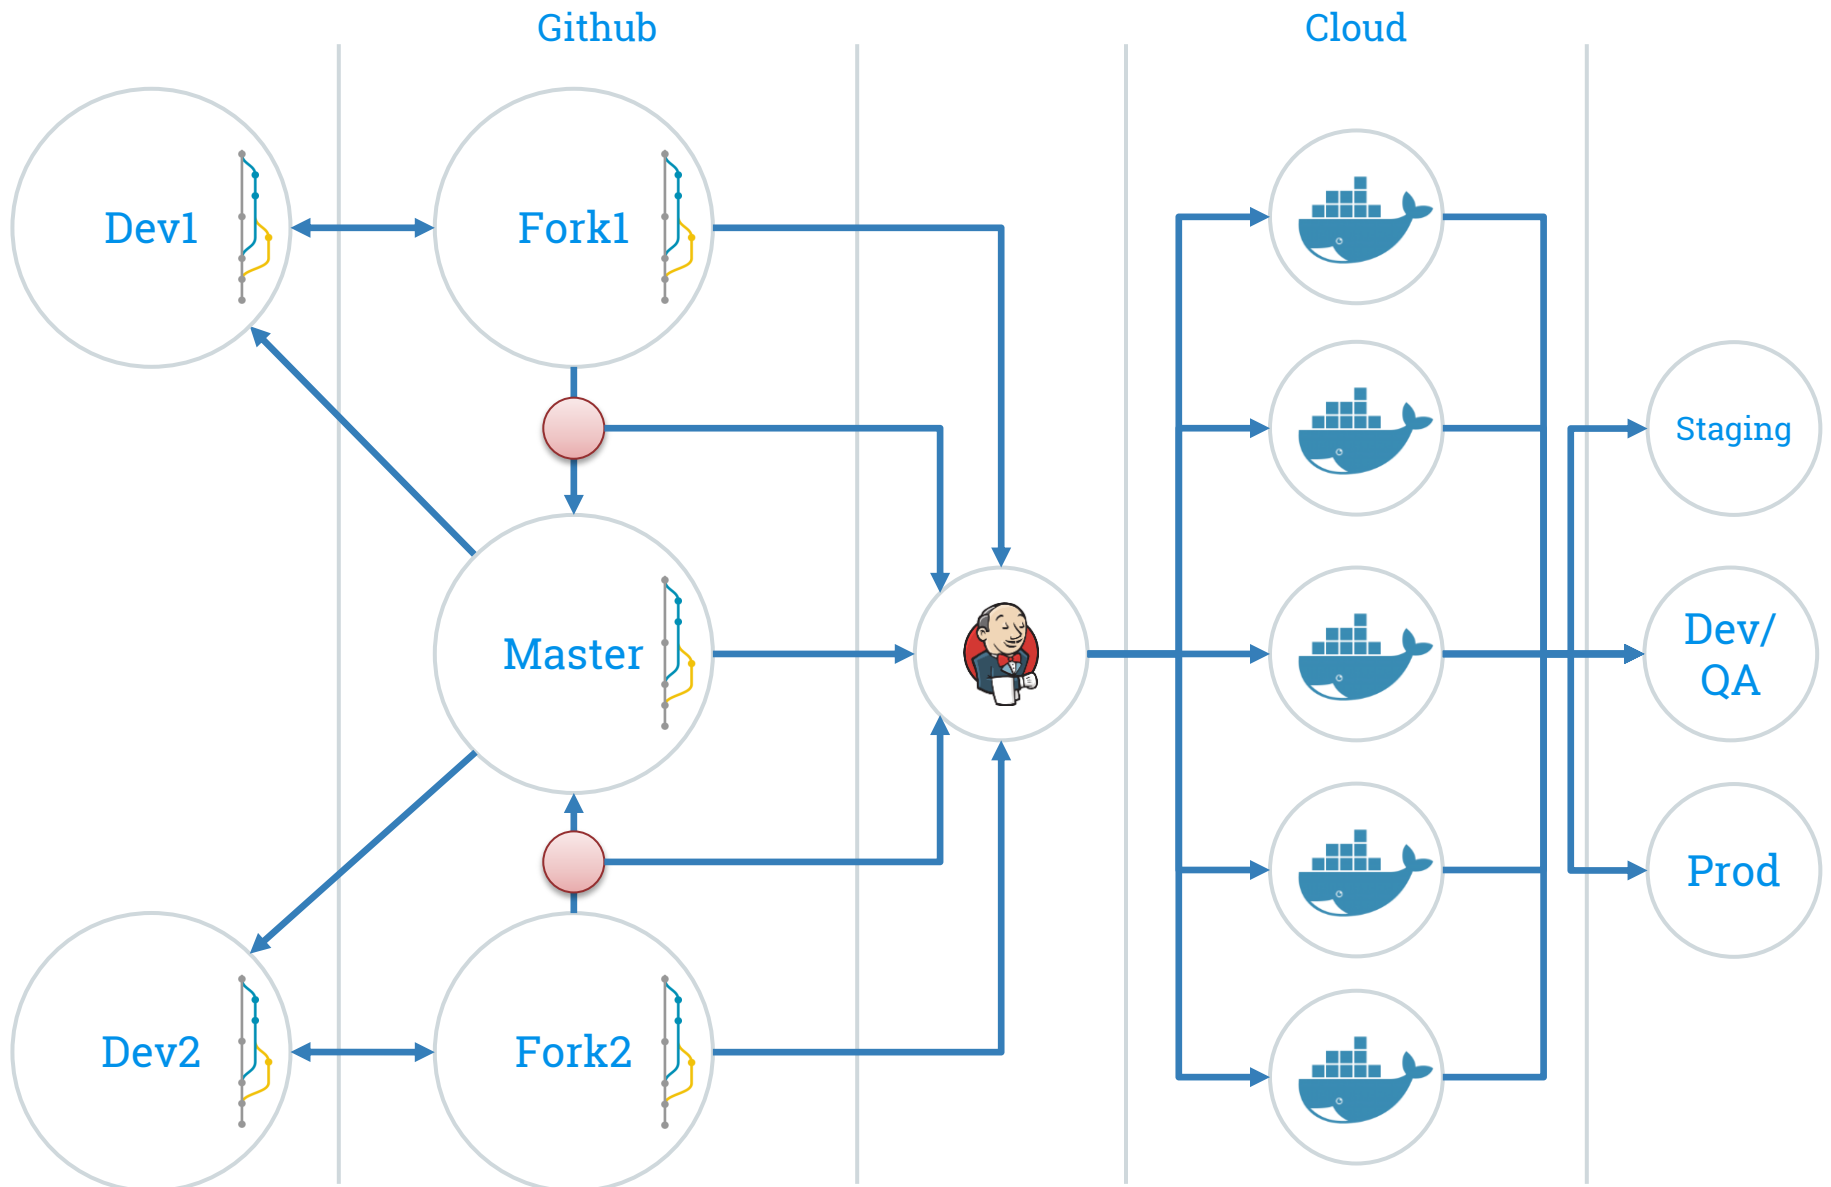 Github
Cloud
Dev1
Fork1
Staging
Master
Dev/
QA
Prod
Dev2
Fork2